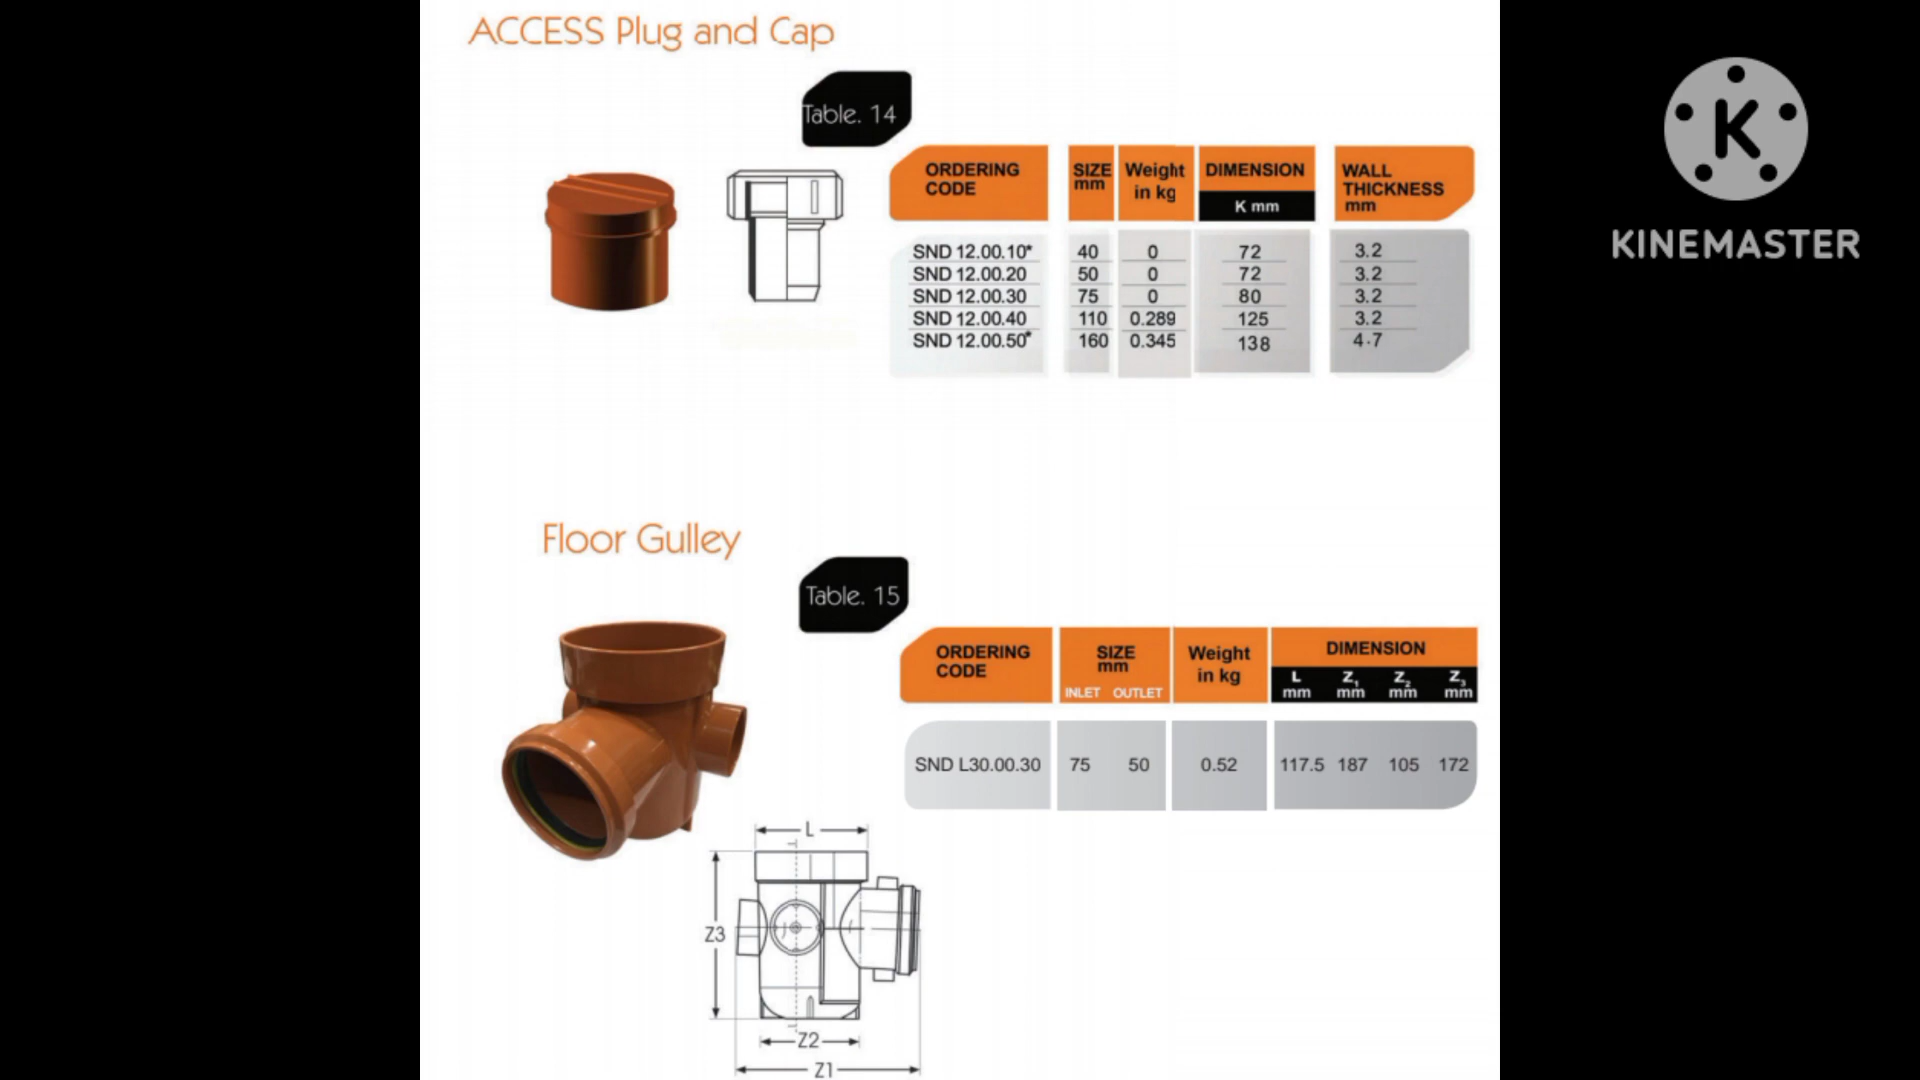 ACCESS Plug and Cap
Table. 14
ORDERING CODE SIZE mm Weight in kg DIMENSION K mm WALL THICKNESS mm
SND 12.00.10* 40 0 72 3.2
SND 12.00.20 50 0 72 3.2
SND 12.00.30 75 0 80 3.2
SND 12.00.40 110 0.289 125 3.2
SND 12.00.50* 160 0.345 138 4.7
KINEMASTER
Floor Gulley
Table. 15
ORDERING CODE SIZE mm INLET OUTLET Weight in kg DIMENSION L mm Z1 mm Z2 mm Z3 mm
SND L30.00.30 75 50 0.52 117.5 187 105 172
L
Z3
Z2
Z1